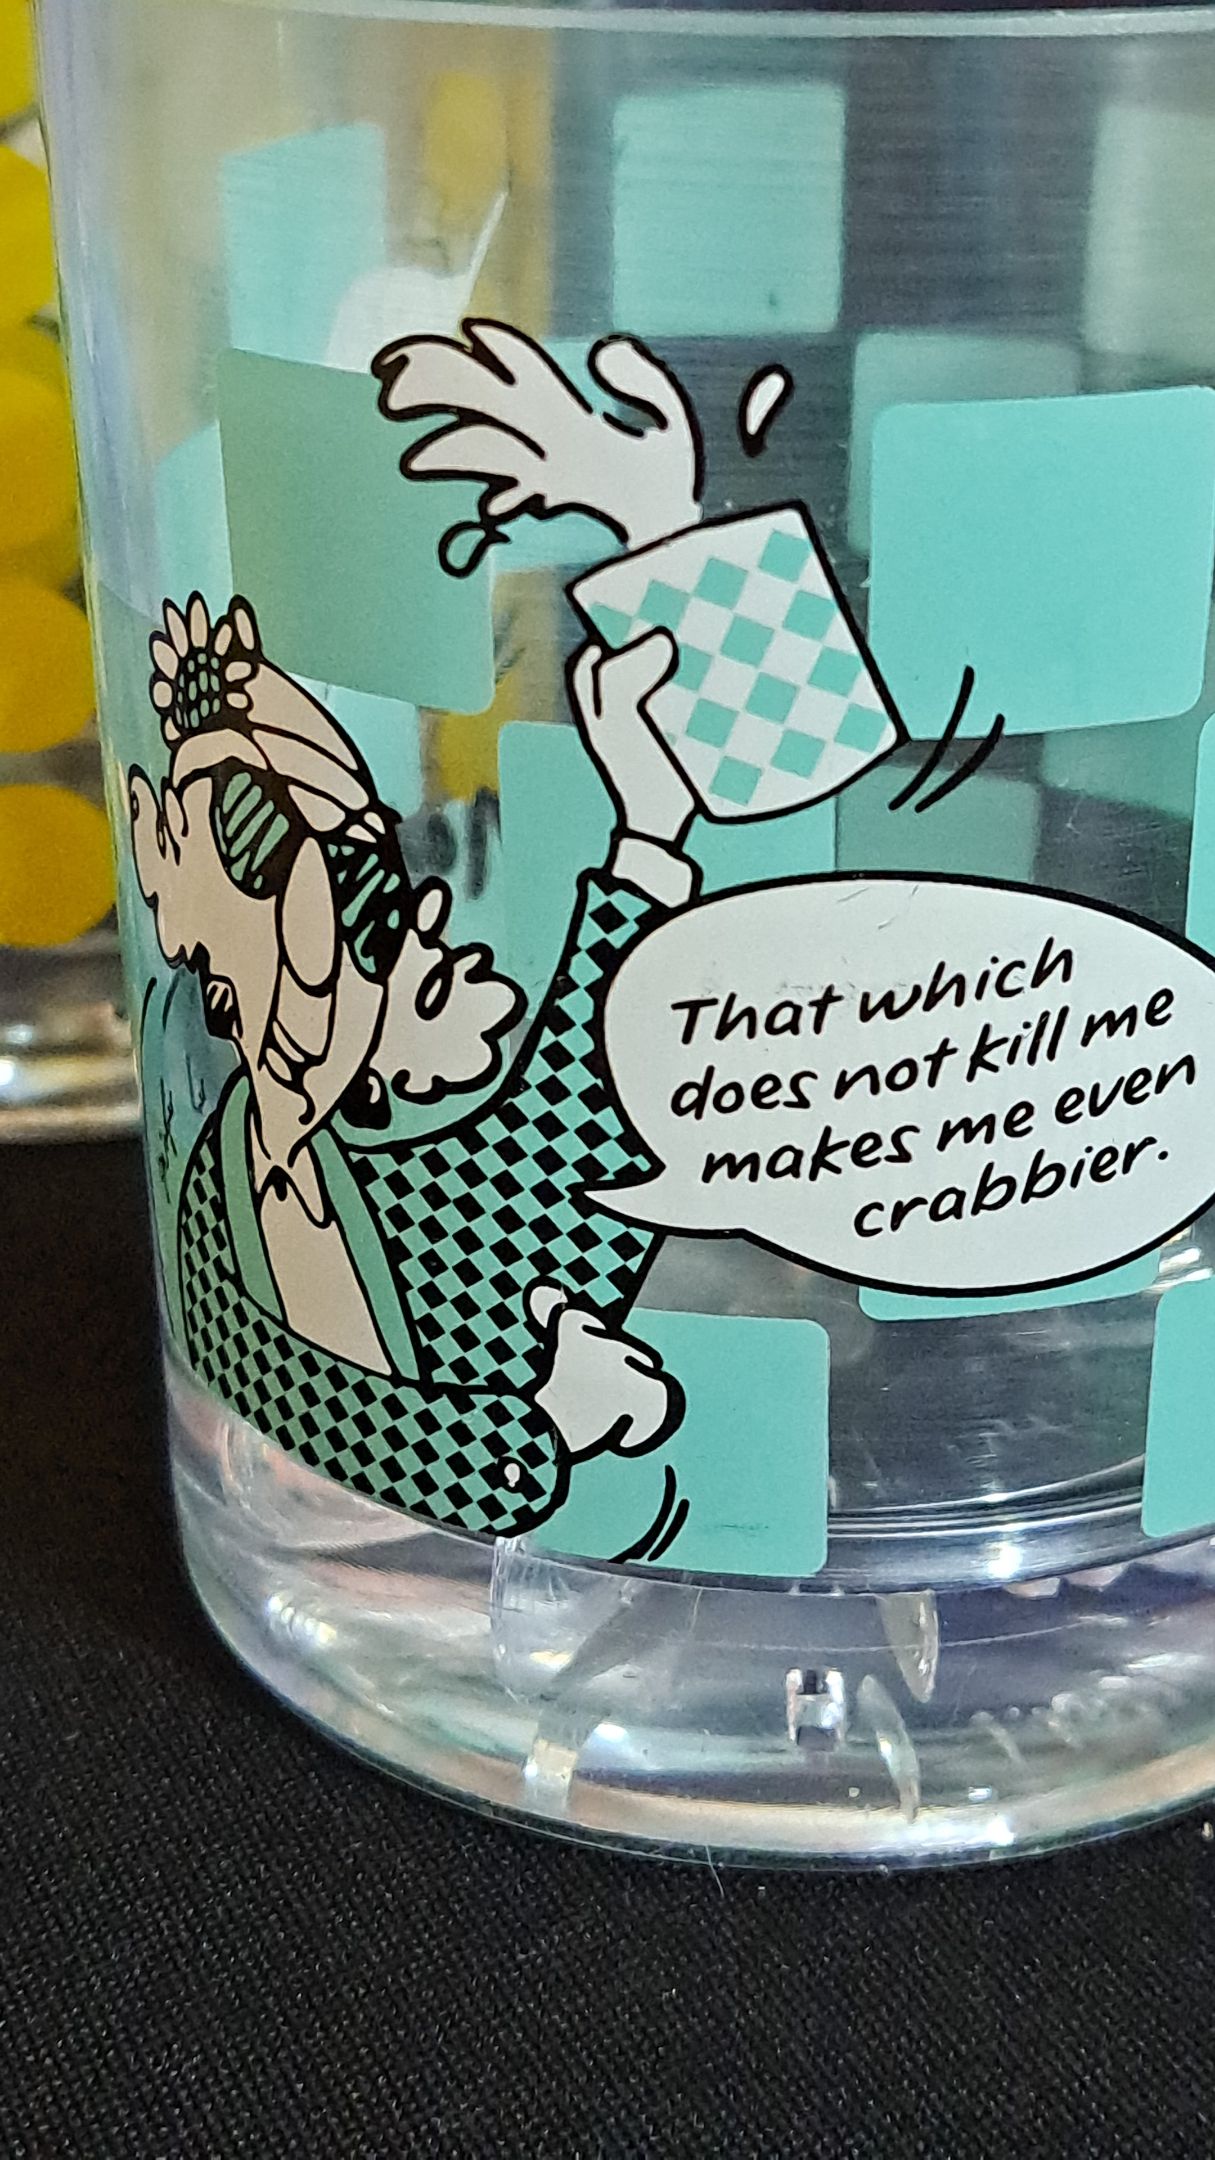 That which
does not kill me
makes me even
crabbier.